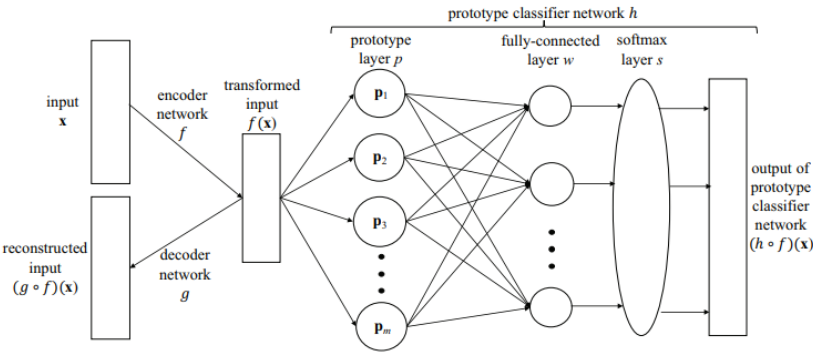 prototype classifier network h
prototype
layer p
fully-connected
layer w
softmax
layer s
input
x
encoder
network
f
transformed
input
f(x)
p1
p2
p3
pm
reconstructed
input
(g ∘ f)(x)
decoder
network
g
output of
prototype
classifier
network
(h ∘ f)(x)